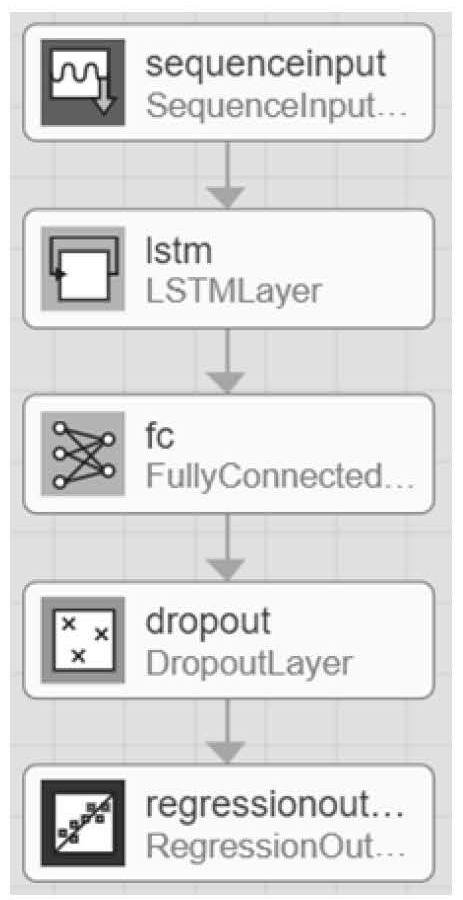 sequenceinput
SequenceInput...
lstm
LSTMLayer
fc
FullyConnected...
dropout
DropoutLayer
regressionout...
RegressionOut...